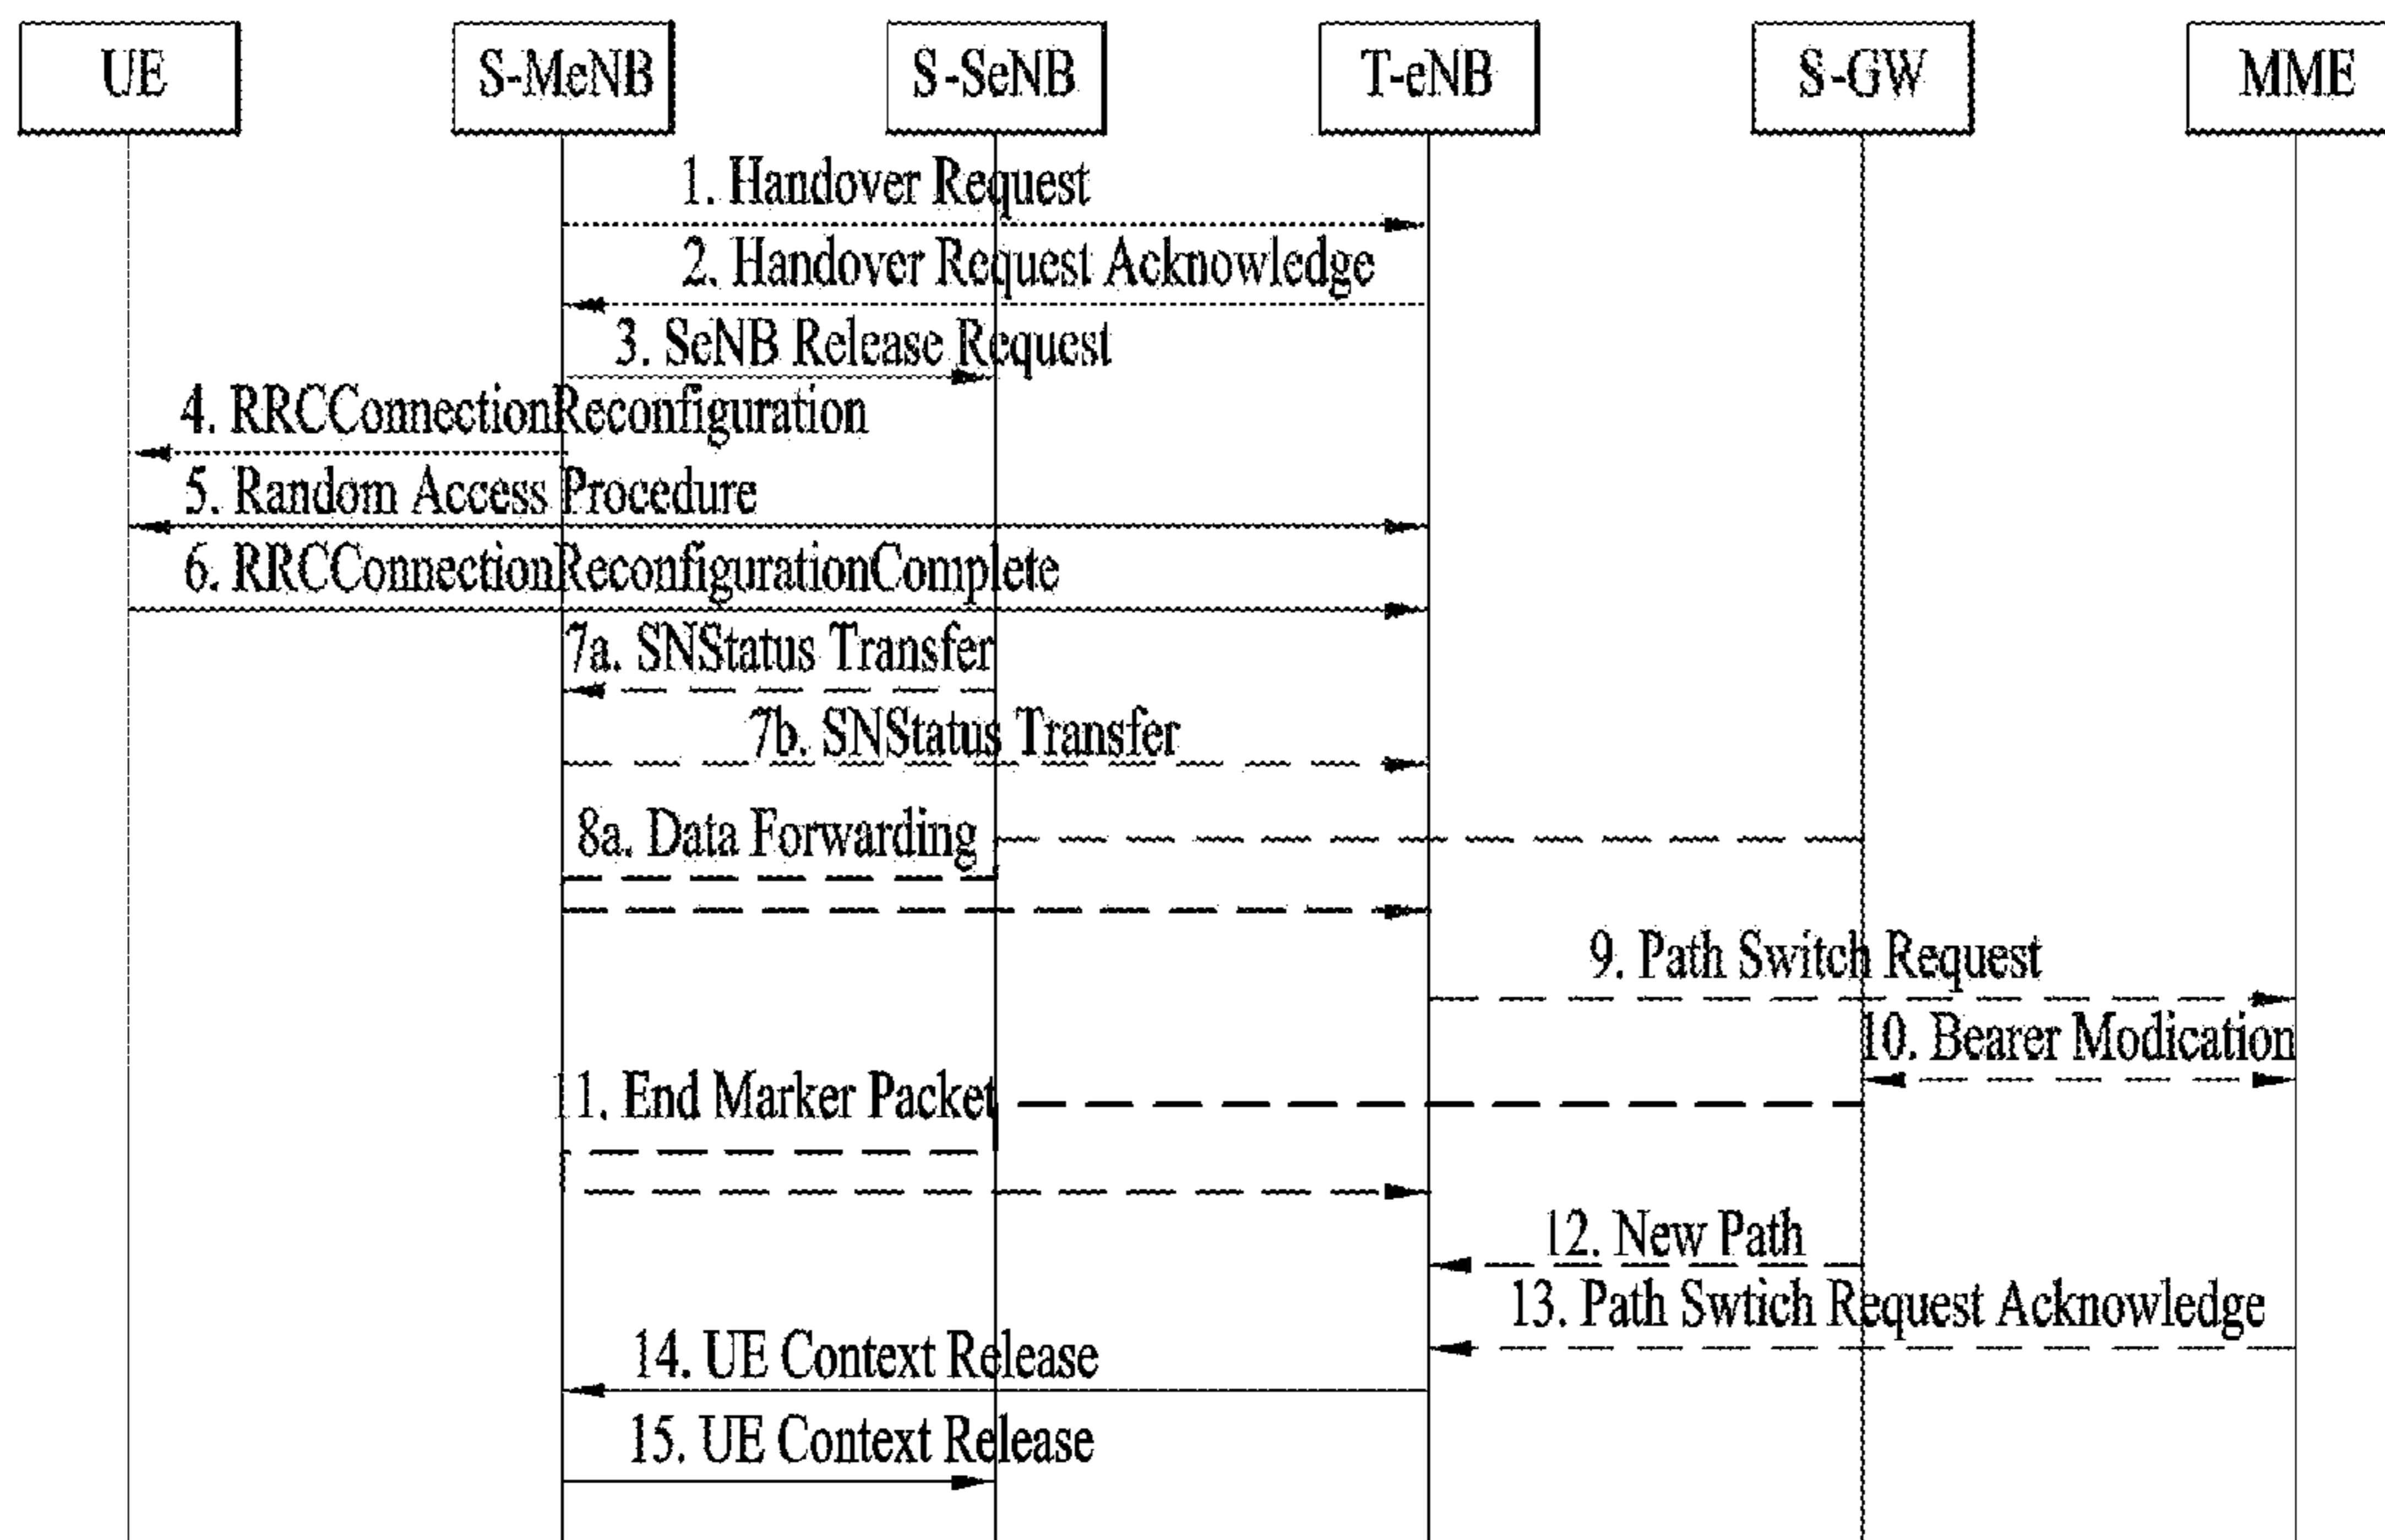 UE
S-MeNB
S-SeNB
T-eNB
S-GW
MME
1. Handover Request
2. Handover Request Acknowledge
3. SeNB Release Request
4. RRCConnectionReconfiguration
5. Random Access Procedure
6. RRCConnectionReconfigurationComplete
7a. SNStatus Transfer
7b. SNStatus Transfer
8a. Data Forwarding
9. Path Switch Request
10. Bearer Modication
11. End Marker Packet
12. New Path
13. Path Swtich Request Acknowledge
14. UE Context Release
15. UE Context Release